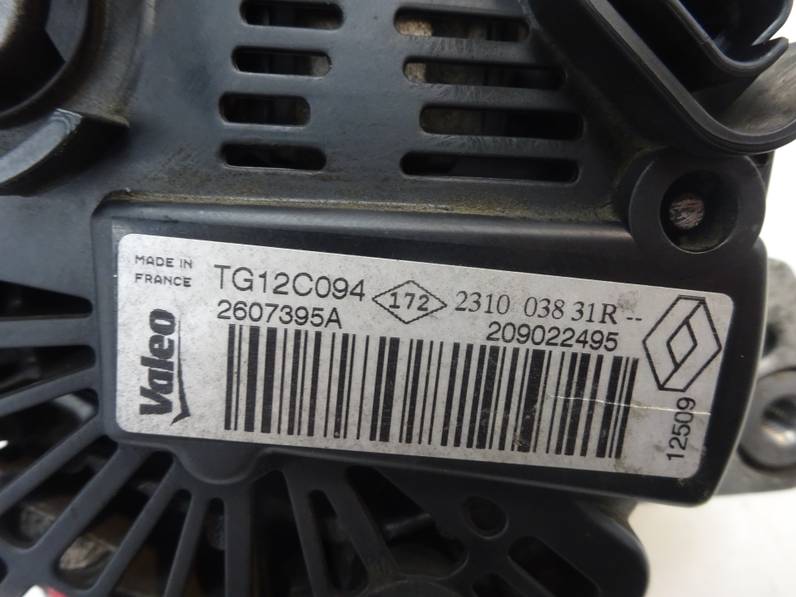 MADE IN
FRANCE
TG12C094 172 2310 038 31R --
2607395A 209022495
Valeo
12509